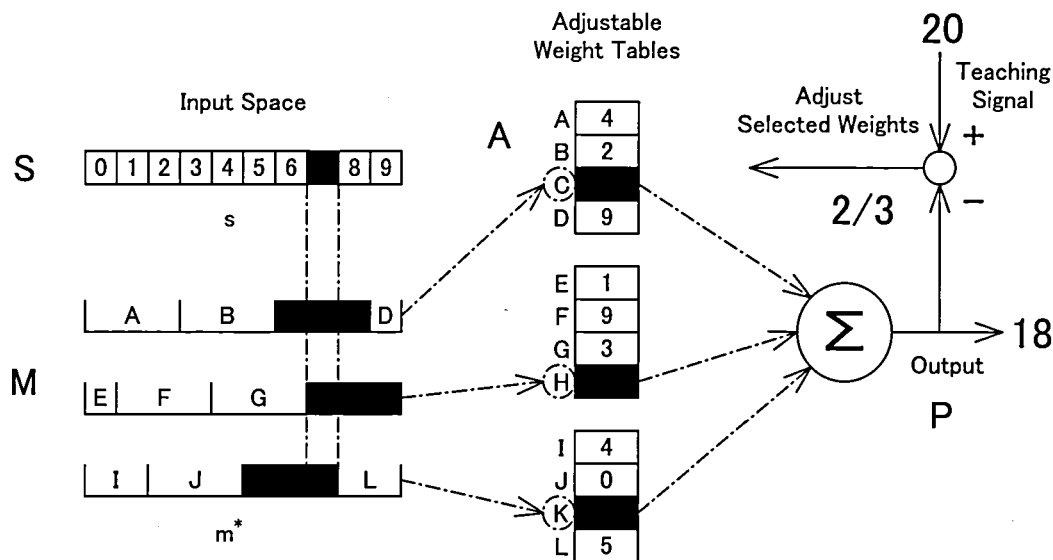 Adjustable
Weight Tables
20
Teaching
Signal
Input Space
Adjust
Selected Weights
+
−
2/3
S
0 1 2 3 4 5 6 8 9
s
A
A 4
B 2
C
D 9
A B D
E 1
F 9
G 3
H
Σ
18
Output
P
M
E F G
I 4
J 0
K
L 5
I J L
m*